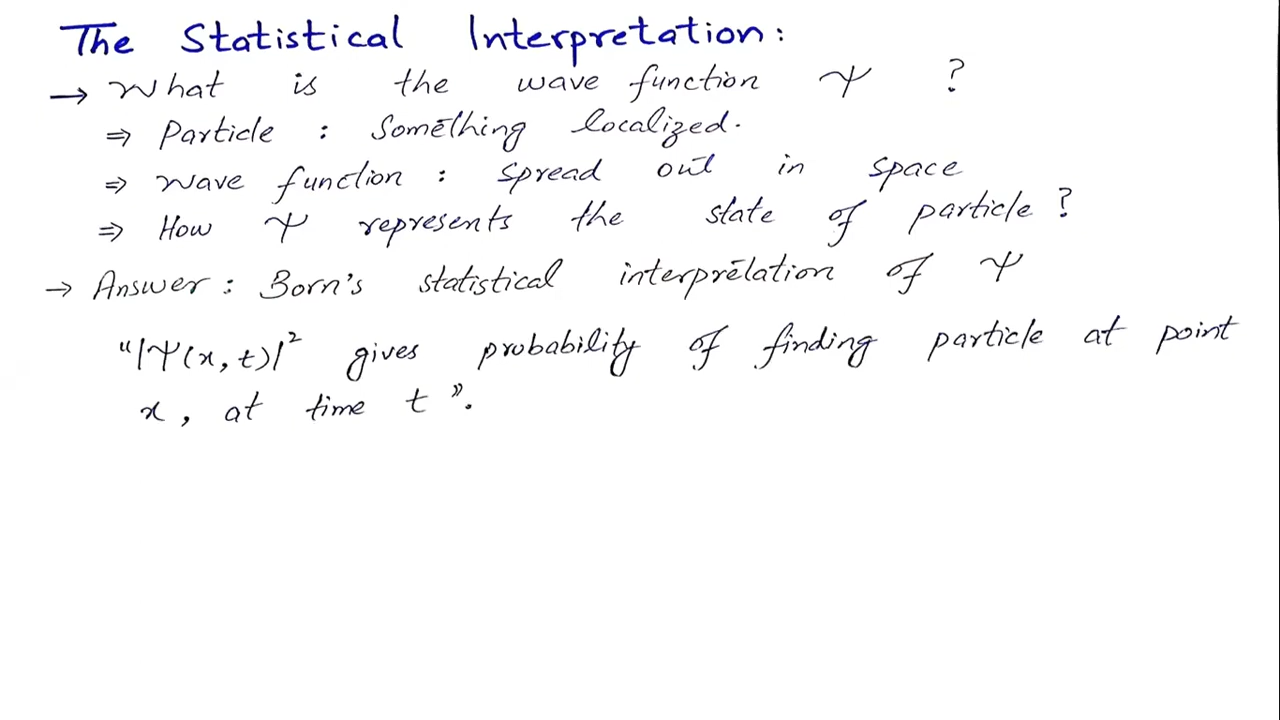 The Statistical Interpretation:
→ What is the wave function Ψ ?
⇒ Particle : Something localized.
⇒ Wave function : Spread out in space
⇒ How Ψ represents the state of particle ?
→ Answer : Born's statistical interpretation of Ψ
"|Ψ(x, t)|² gives probability of finding particle at point
x, at time t".